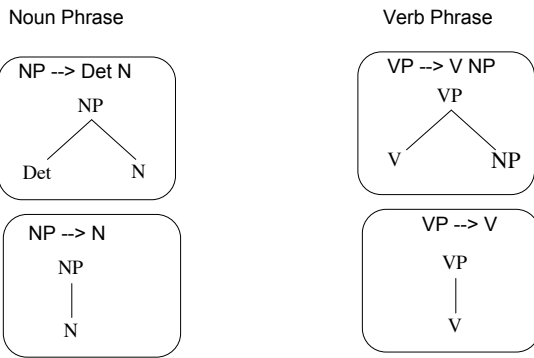 Noun Phrase
NP --> Det N
NP
Det N
NP --> N
NP
N
Verb Phrase
VP --> V NP
VP
V NP
VP --> V
VP
V